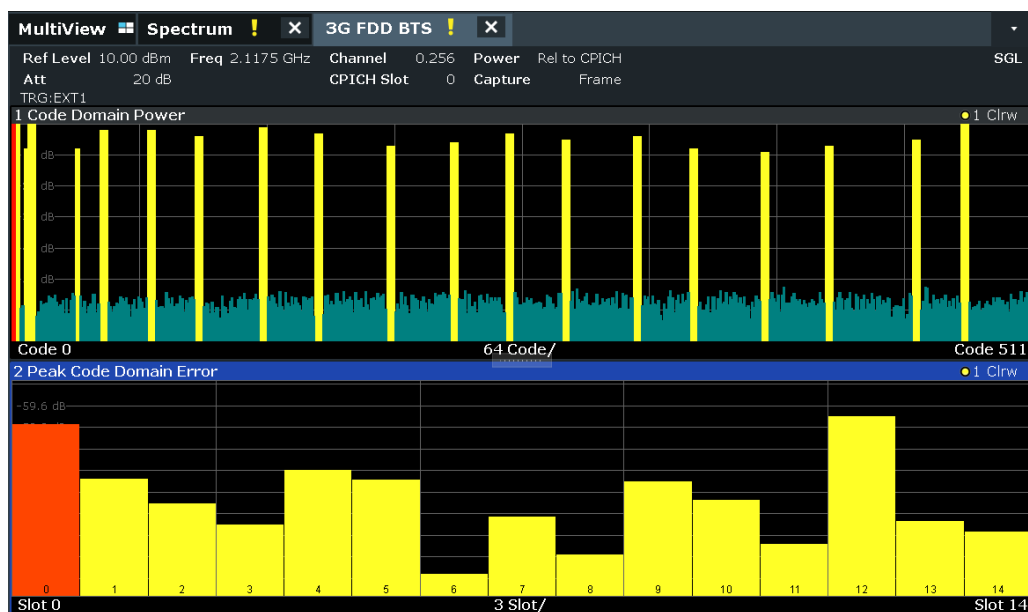 MultiView Spectrum ! X 3G FDD BTS ! X
Ref Level 10.00 dBm Freq 2.1175 GHz Channel 0.256 Power Rel to CPICH SGL
Att 20 dB CPICH Slot 0 Capture Frame
TRG:EXT1
1 Code Domain Power 1 Clrw
dB
dB
dB
dB
dB
Code 0 64 Code/ Code 511
2 Peak Code Domain Error 1 Clrw
-59.6 dB
0 1 2 3 4 5 6 7 8 9 10 11 12 13 14
Slot 0 3 Slot/ Slot 14